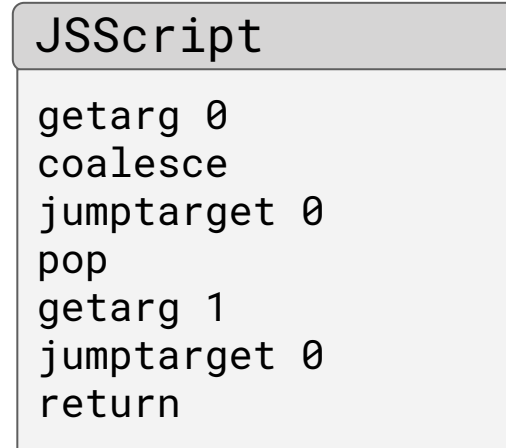 JSScript
getarg 0
coalesce
jumptarget 0
pop
getarg 1
jumptarget 0
return